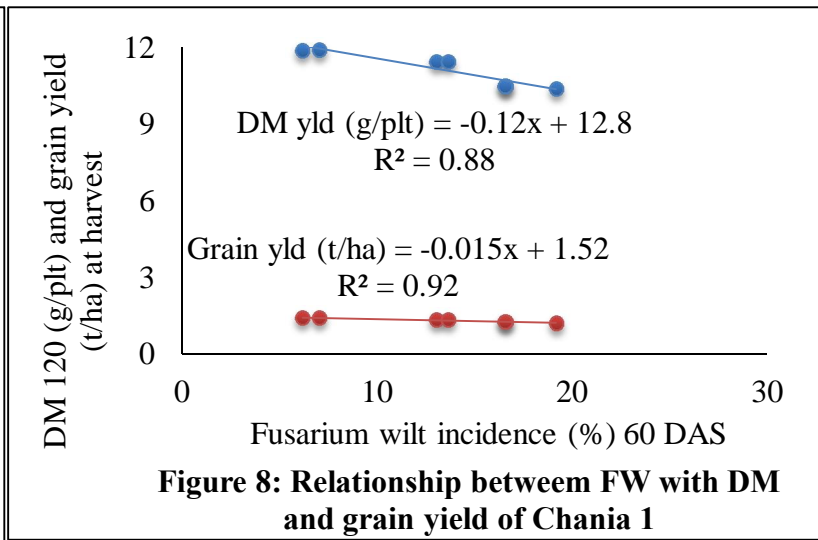 DM 120 (g/plt) and grain yield
(t/ha) at harvest
12
9
6
3
0
DM yld (g/plt) = -0.12x + 12.8
R² = 0.88
Grain yld (t/ha) = -0.015x + 1.52
R² = 0.92
0 10 20 30
Fusarium wilt incidence (%) 60 DAS
Figure 8: Relationship betweem FW with DM
and grain yield of Chania 1